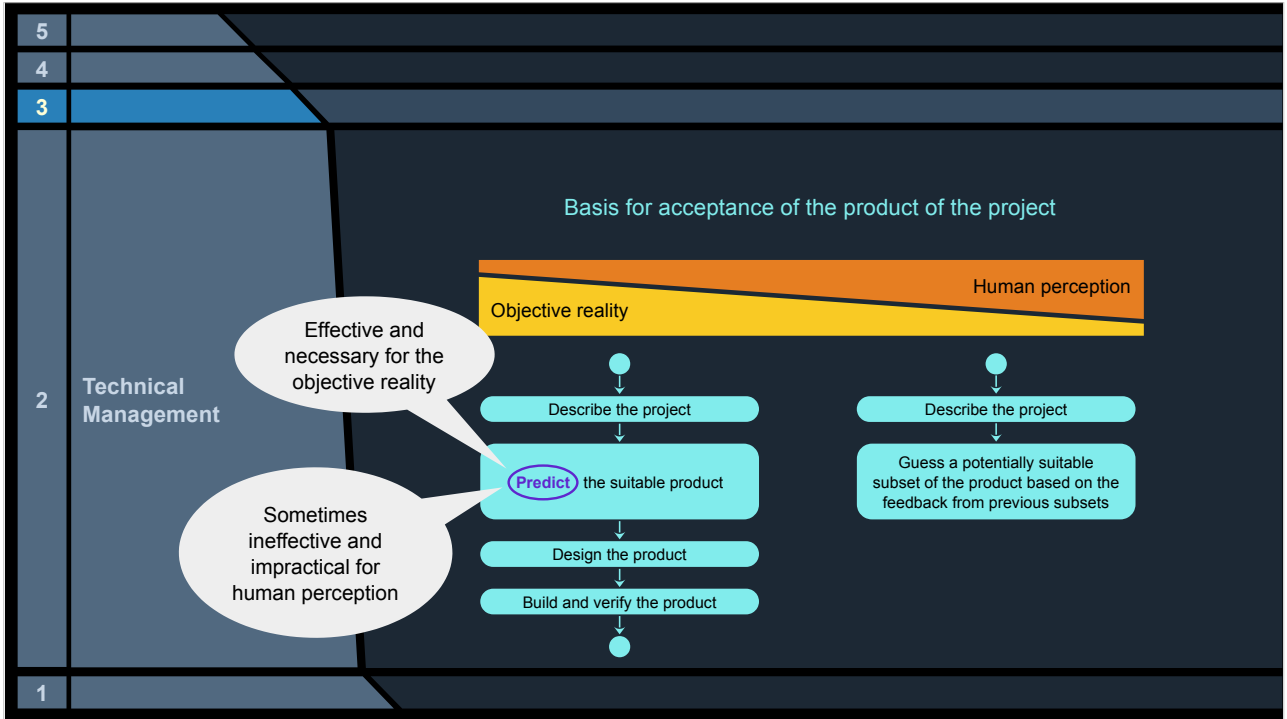 5
4
3
2
Technical
Management
1
Basis for acceptance of the product of the project
Human perception
Objective reality
Effective and
necessary for the
objective reality
Sometimes
ineffective and
impractical for
human perception
Describe the project
Predict the suitable product
Design the product
Build and verify the product
Describe the project
Guess a potentially suitable
subset of the product based on the
feedback from previous subsets